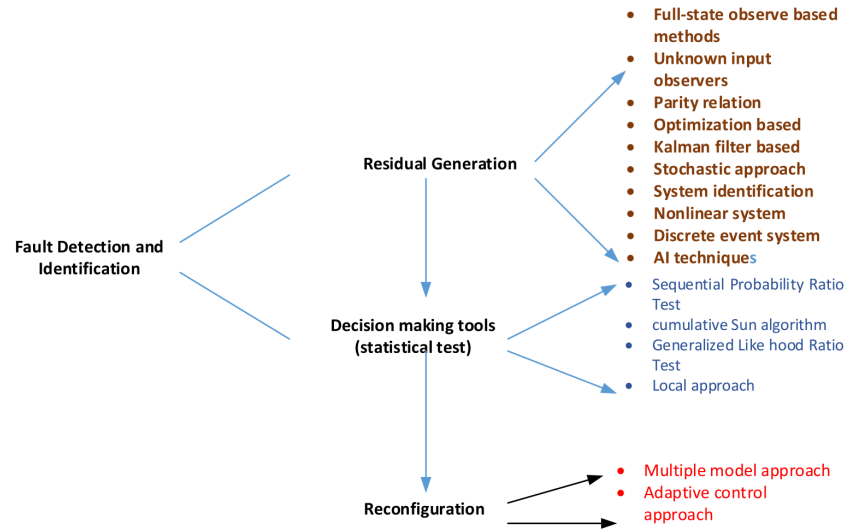 Fault Detection and
Identification
Residual Generation
• Full-state observe based
methods
• Unknown input
observers
• Parity relation
• Optimization based
• Kalman filter based
• Stochastic approach
• System identification
• Nonlinear system
• Discrete event system
• AI techniques
Decision making tools
(statistical test)
• Sequential Probability Ratio
Test
• cumulative Sun algorithm
• Generalized Like hood Ratio
Test
• Local approach
Reconfiguration
• Multiple model approach
• Adaptive control
approach